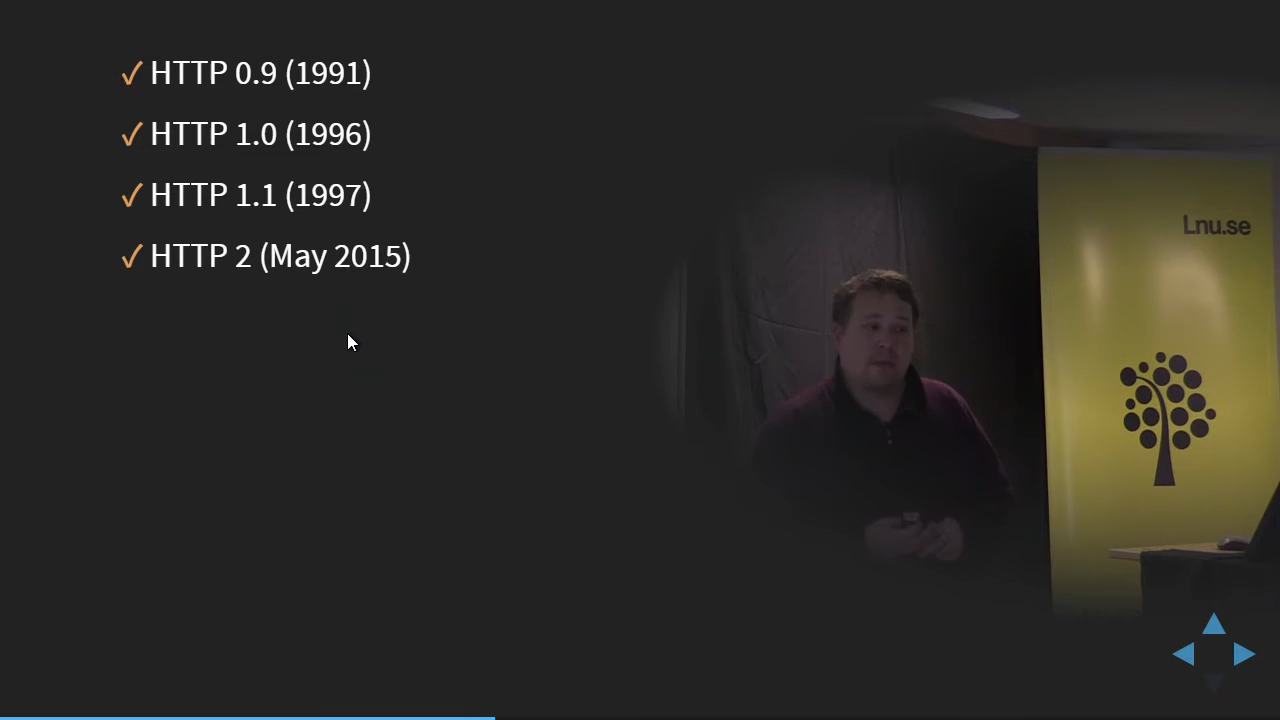 ✓ HTTP 0.9 (1991)
✓ HTTP 1.0 (1996)
✓ HTTP 1.1 (1997)
✓ HTTP 2 (May 2015)
Lnu.se